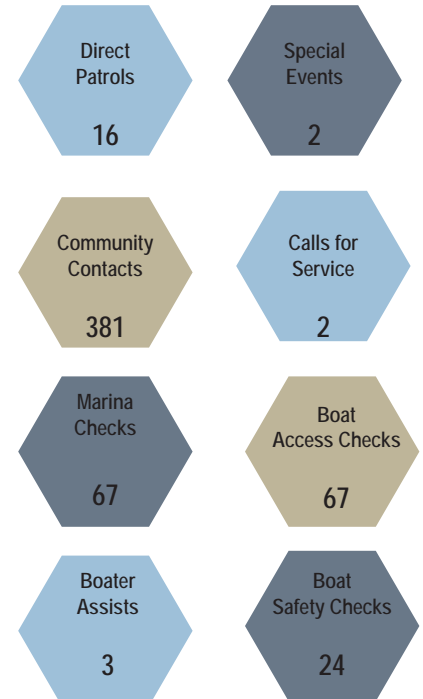 Direct
Patrols
16
Special
Events
2
Community
Contacts
381
Calls for
Service
2
Marina
Checks
67
Boat
Access Checks
67
Boater
Assists
3
Boat
Safety Checks
24